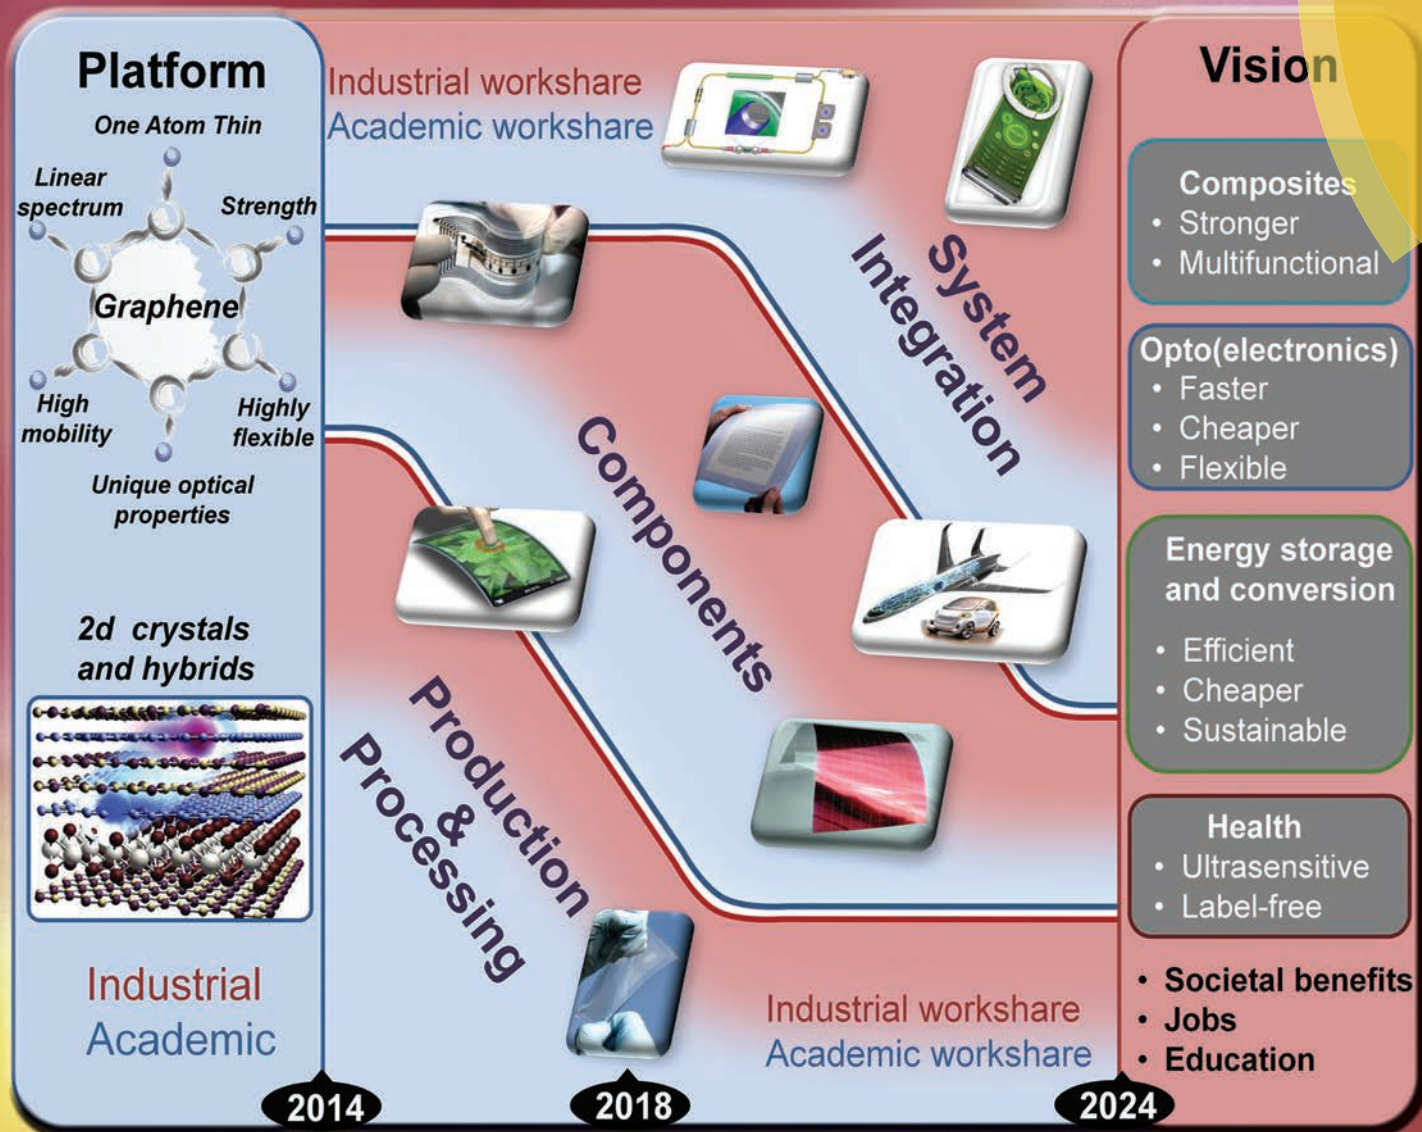 Platform
One Atom Thin
Linear
spectrum
Strength
Graphene
High
mobility
Highly
flexible
Unique optical
properties
2d crystals
and hybrids
Industrial
Academic
Industrial workshare
Academic workshare
System
Integration
Components
Production
&
Processing
Industrial workshare
Academic workshare
2014
2018
2024
Vision
Composites
• Stronger
• Multifunctional
Opto(electronics)
• Faster
• Cheaper
• Flexible
Energy storage
and conversion
• Efficient
• Cheaper
• Sustainable
Health
• Ultrasensitive
• Label-free
• Societal benefits
• Jobs
• Education